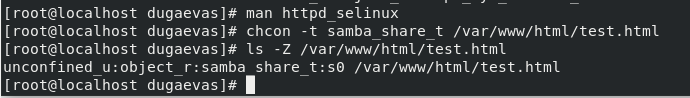 [root@localhost dugaevas]# man httpd_selinux
[root@localhost dugaevas]# chcon -t samba_share_t /var/www/html/test.html
[root@localhost dugaevas]# ls -Z /var/www/html/test.html
unconfined_u:object_r:samba_share_t:s0 /var/www/html/test.html
[root@localhost dugaevas]#